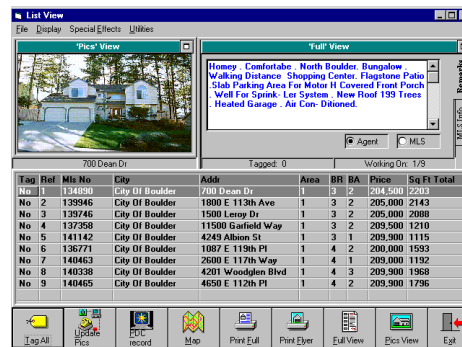 List View
File Display Special Effects Utilities
'Pics' View
'Full' View
Homey . Comfortabe . North Boulder. Bungalow .
Walking Distance Shopping Center. Flagstone Patio
.Slab Parking Area For Motor H Covered Front Porch
. Well For Sprink- Ler System . New Roof 199 Trees
. Heated Garage . Air Con- Ditioned.
Remarks
MLS Info
Agent MLS
700 Dean Dr Tagged: 0 Working On: 1/9
Tag Ref Mls No City Addr Area BR BA Price Sq Ft Total
No 1 134890 City Of Boulder 700 Dean Dr 1 3 2 204,500 2203
No 2 139946 City Of Boulder 1800 E 113th Ave 1 3 2 205,000 2143
No 3 139746 City Of Boulder 1500 Leroy Dr 1 3 2 205,000 2088
No 4 137358 City Of Boulder 11500 Garfield Way 1 3 2 209,500 1210
No 5 141142 City Of Boulder 4249 Albion St 1 3 1 209,900 1115
No 6 136771 City Of Boulder 1087 E 119th Pl 1 4 2 200,000 1593
No 7 140463 City Of Boulder 2600 E 117th Way 1 4 1 209,000 1192
No 8 140338 City Of Boulder 4201 Woodglen Blvd 1 4 3 209,900 1968
No 9 140465 City Of Boulder 4650 E 112th Pl 1 4 2 209,900 1796
Tag All Update Pics PDC record Map Print Full Print Flyer Full View Pics View Exit